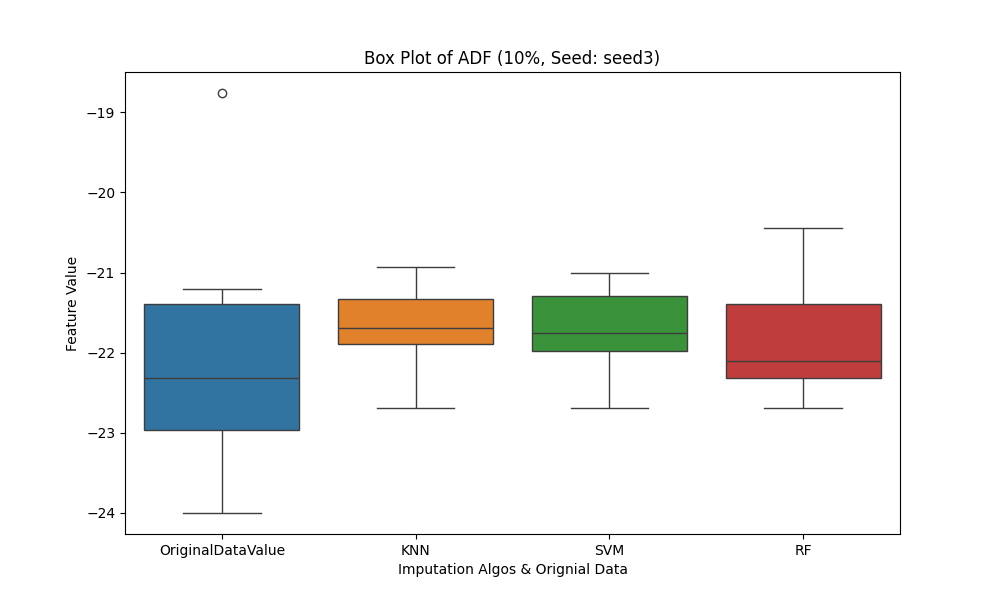 Box Plot of ADF (10%, Seed: seed3)
−19
−20
−21
−22
−23
−24
Feature Value
OriginalDataValue KNN SVM RF
Imputation Algos & Orignial Data